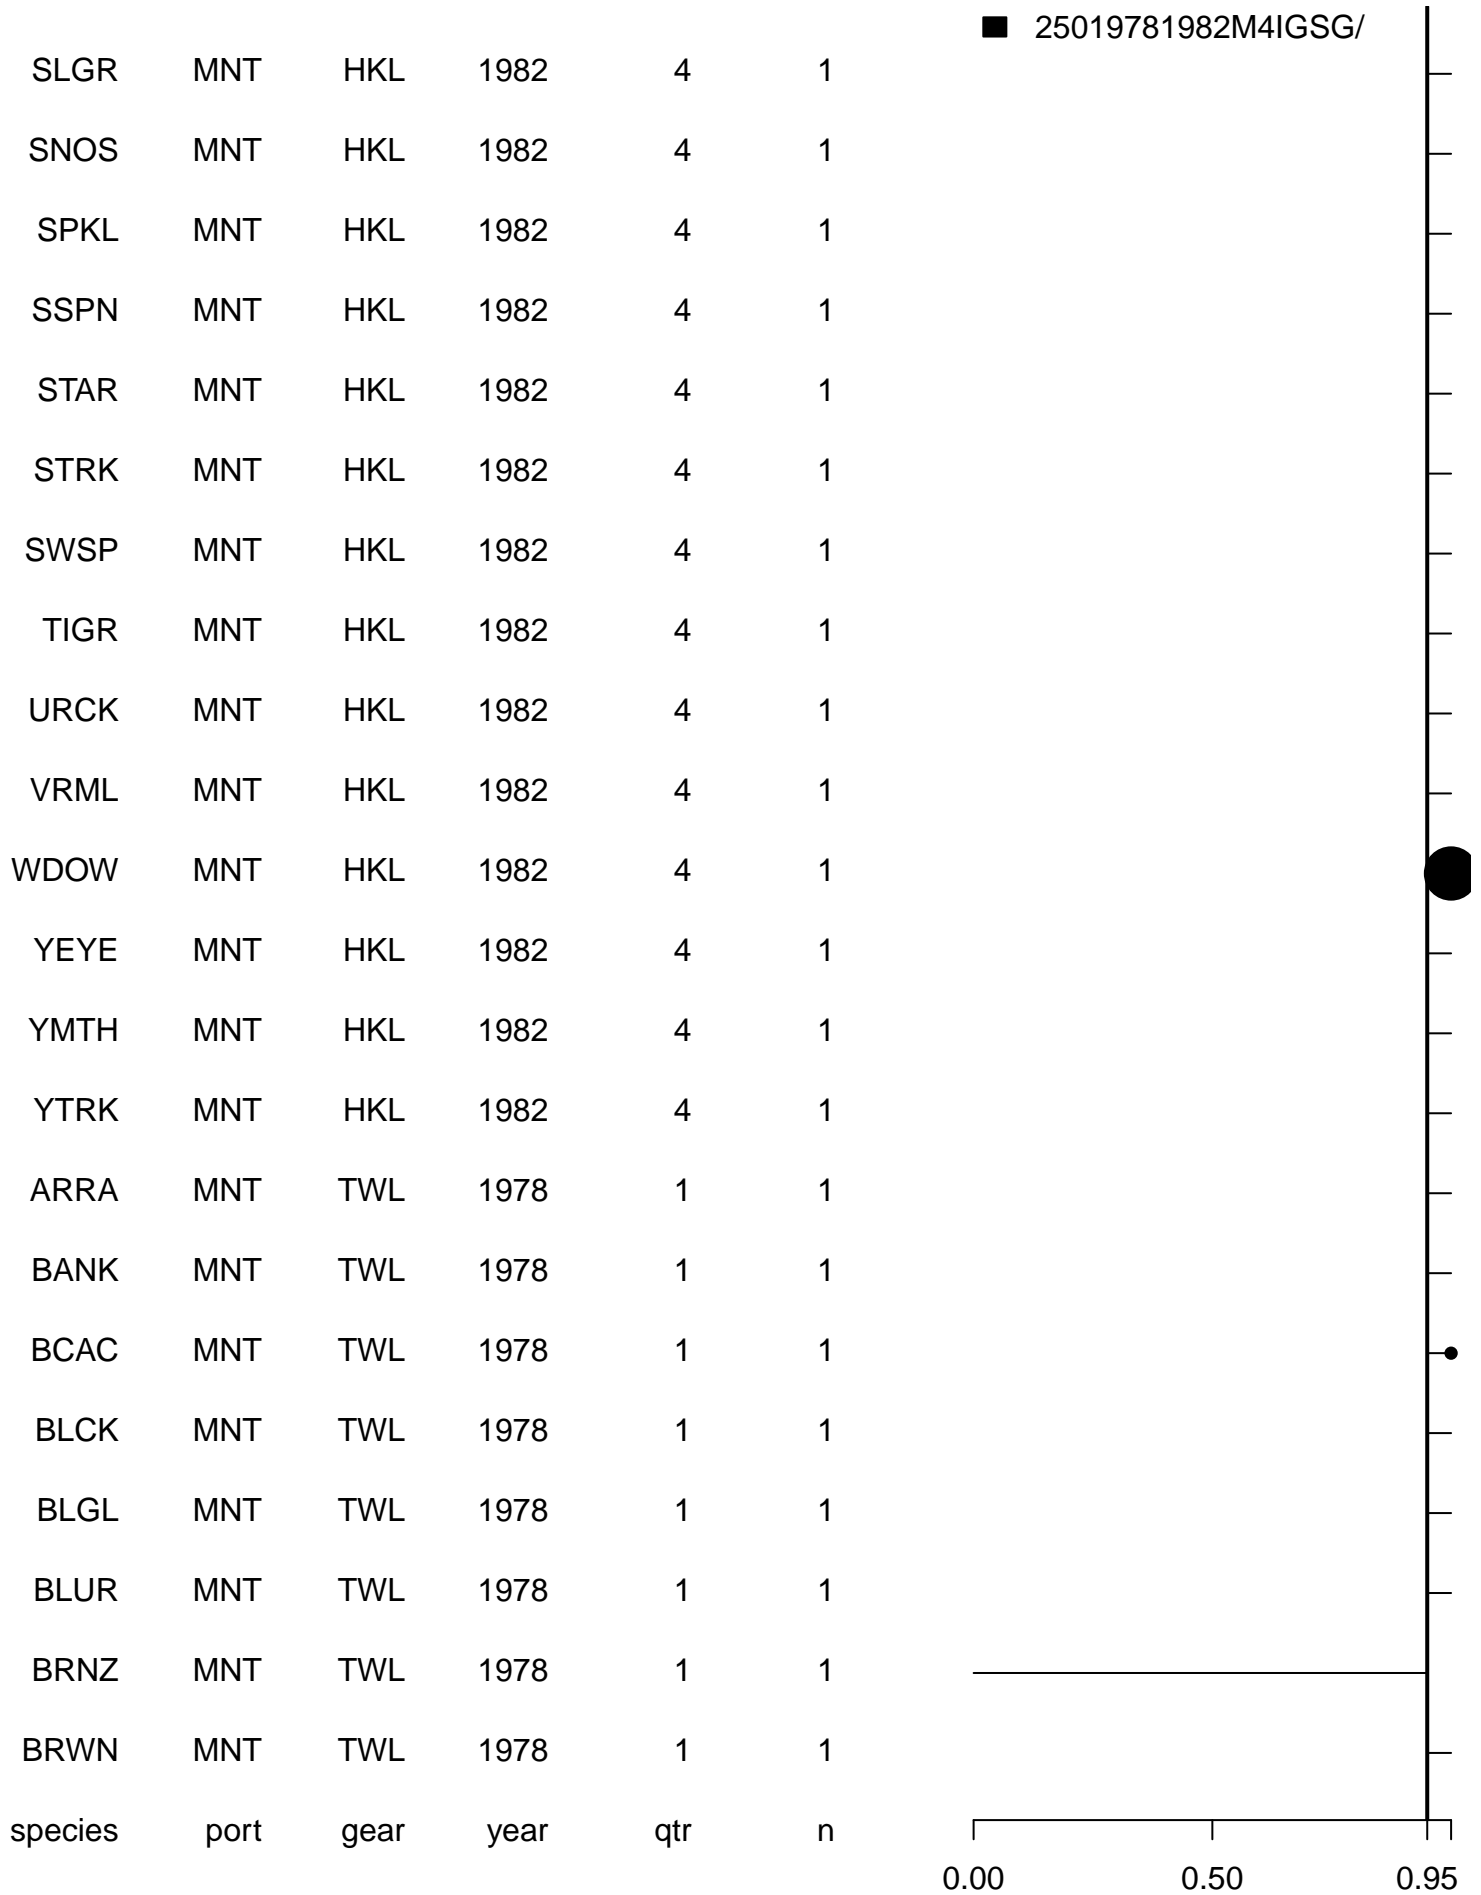 25019781982M4IGSG/
SLGR MNT HKL 1982 4 1
SNOS MNT HKL 1982 4 1
SPKL MNT HKL 1982 4 1
SSPN MNT HKL 1982 4 1
STAR MNT HKL 1982 4 1
STRK MNT HKL 1982 4 1
SWSP MNT HKL 1982 4 1
TIGR MNT HKL 1982 4 1
URCK MNT HKL 1982 4 1
VRML MNT HKL 1982 4 1
WDOW MNT HKL 1982 4 1
YEYE MNT HKL 1982 4 1
YMTH MNT HKL 1982 4 1
YTRK MNT HKL 1982 4 1
ARRA MNT TWL 1978 1 1
BANK MNT TWL 1978 1 1
BCAC MNT TWL 1978 1 1
BLCK MNT TWL 1978 1 1
BLGL MNT TWL 1978 1 1
BLUR MNT TWL 1978 1 1
BRNZ MNT TWL 1978 1 1
BRWN MNT TWL 1978 1 1
species port gear year qtr n
0.00 0.50 0.95